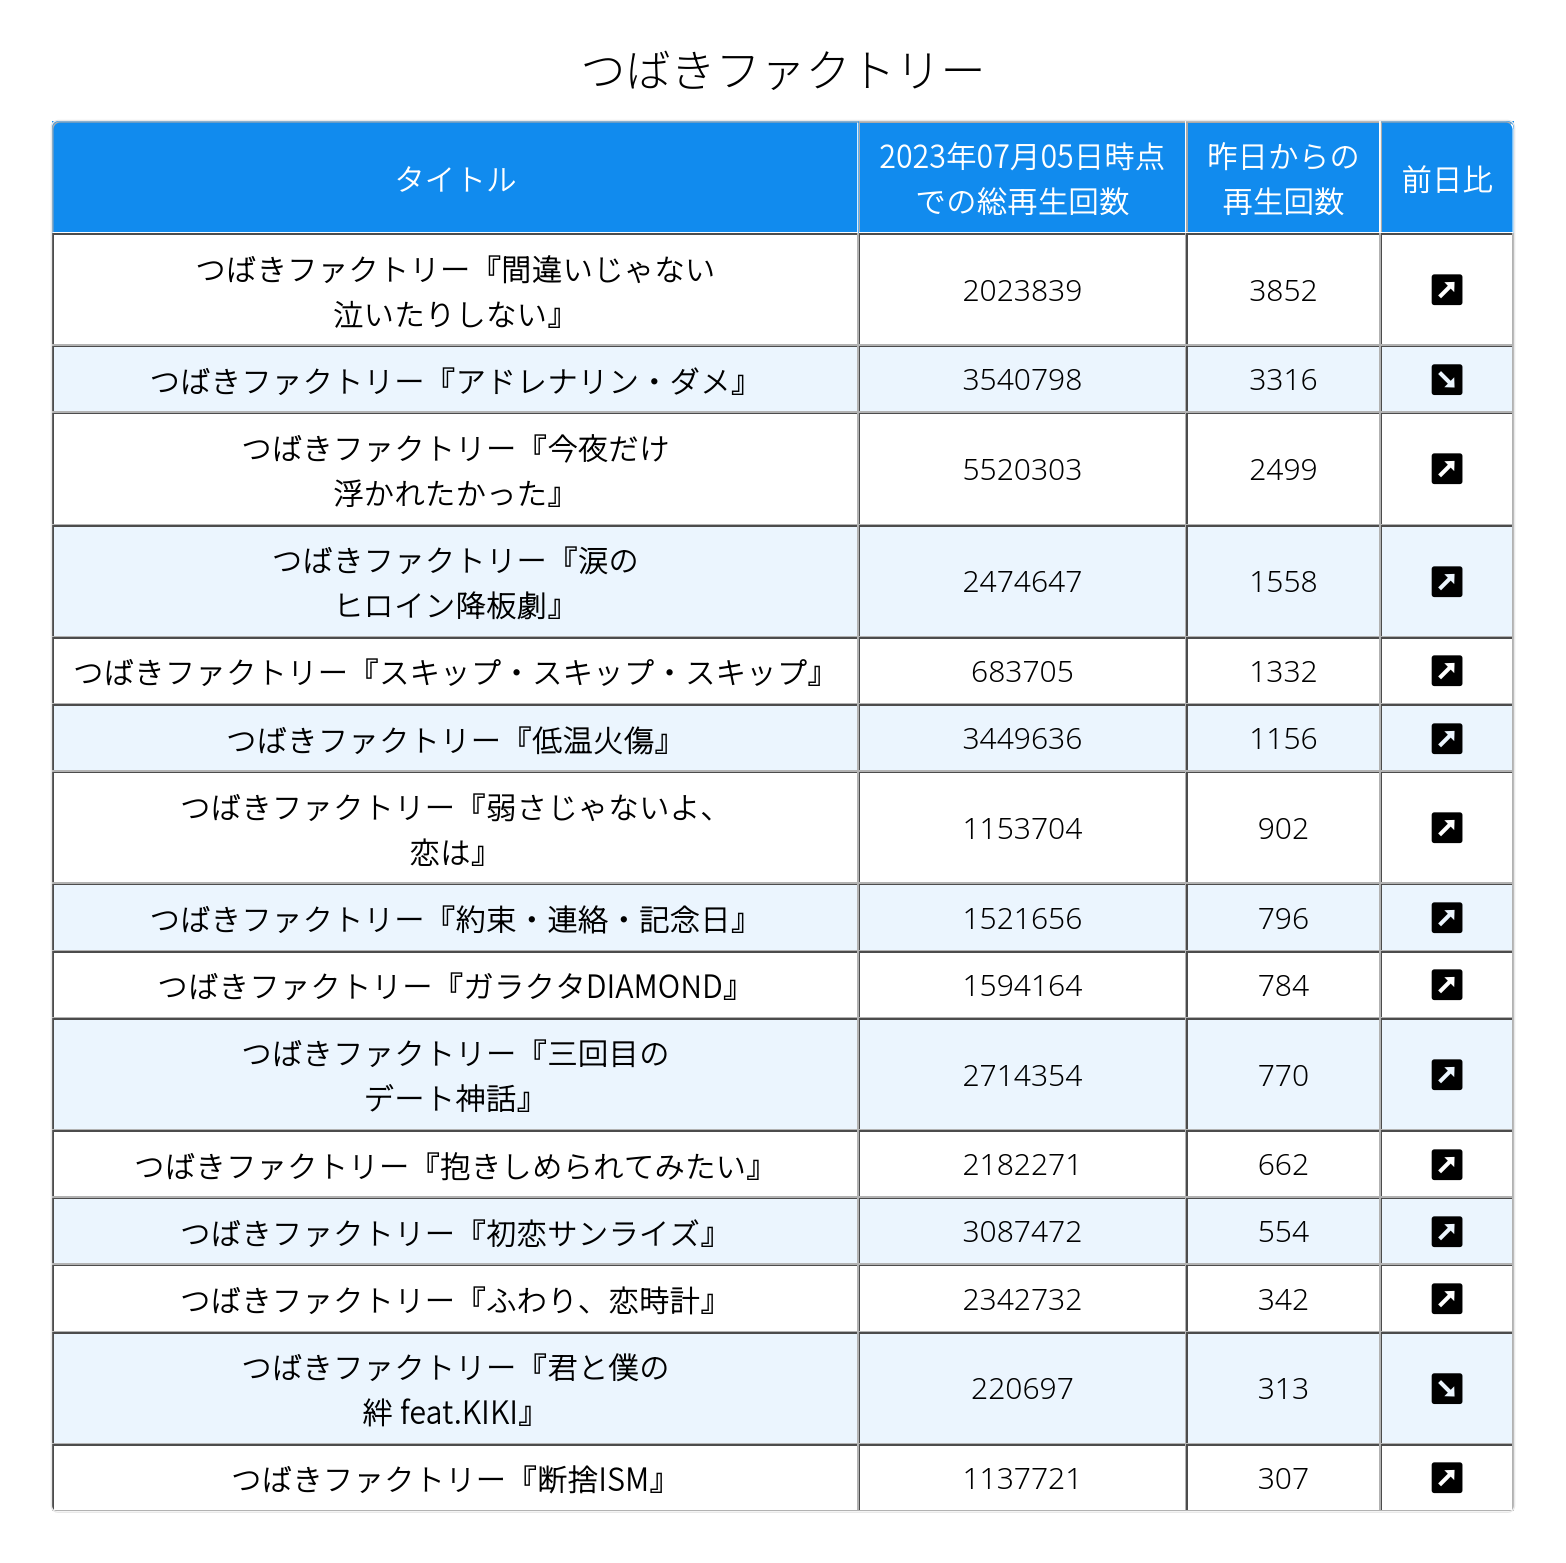 つばきファクトリー
タイトル
2023年07月05日時点
での総再生回数
昨日からの
再生回数
前日比
つばきファクトリー『間違いじゃない
泣いたりしない』
2023839
3852
つばきファクトリー『アドレナリン・ダメ』
3540798
3316
つばきファクトリー『今夜だけ
浮かれたかった』
5520303
2499
つばきファクトリー『涙の
ヒロイン降板劇』
2474647
1558
つばきファクトリー『スキップ・スキップ・スキップ』
683705
1332
つばきファクトリー『低温火傷』
3449636
1156
つばきファクトリー『弱さじゃないよ、
恋は』
1153704
902
つばきファクトリー『約束・連絡・記念日』
1521656
796
つばきファクトリー『ガラクタDIAMOND』
1594164
784
つばきファクトリー『三回目の
デート神話』
2714354
770
つばきファクトリー『抱きしめられてみたい』
2182271
662
つばきファクトリー『初恋サンライズ』
3087472
554
つばきファクトリー『ふわり、恋時計』
2342732
342
つばきファクトリー『君と僕の
絆 feat.KIKI』
220697
313
つばきファクトリー『断捨ISM』
1137721
307